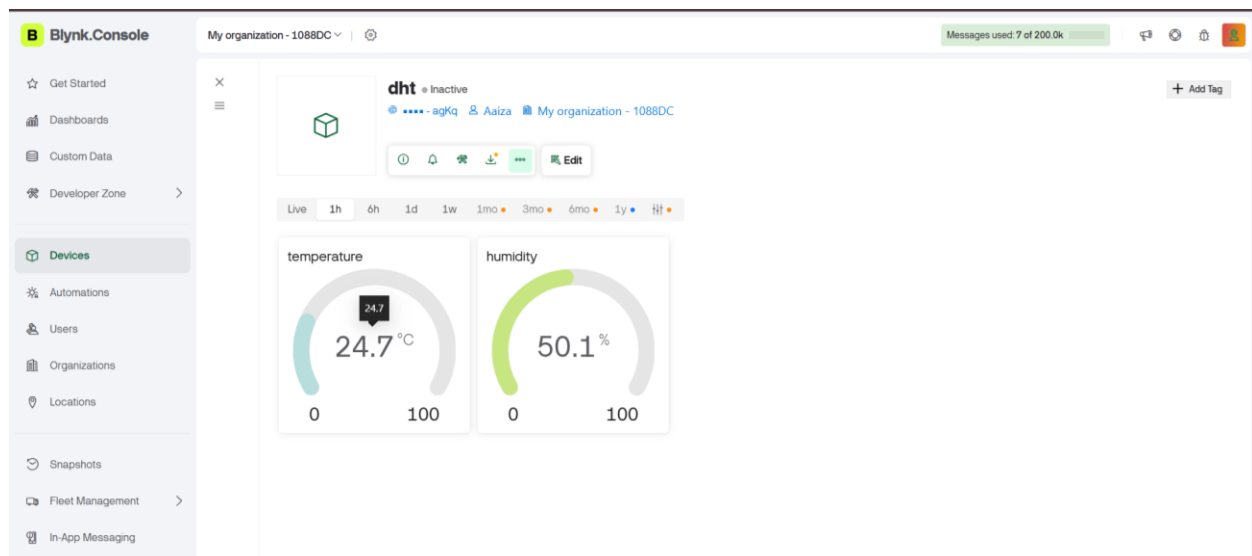 B Blynk.Console
My organization - 1088DC
Messages used: 7 of 200.0k
Get Started
Dashboards
Custom Data
Developer Zone
Devices
Automations
Users
Organizations
Locations
Snapshots
Fleet Management
In-App Messaging
dht Inactive
- agKq Aaiza My organization - 1088DC
+ Add Tag
Edit
Live 1h 6h 1d 1w 1mo 3mo 6mo 1y
temperature
24.7
24.7 °C
0 100
humidity
50.1 %
0 100